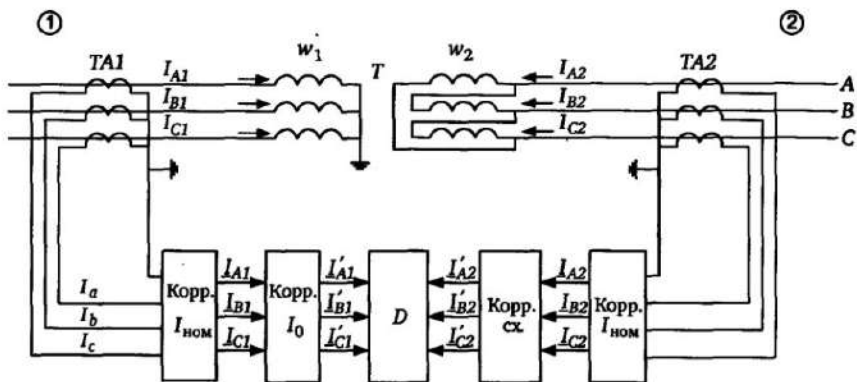 ① ②
TA1 I_A1 w_1 T w_2 I_A2 TA2 A
I_B1 I_B2 B
I_C1 I_C2 C
I_A1 I'_A1 I'_A2 I_A2
I_a Корр. I_B1 Корр. I'_B1 D I'_B2 Корр. I_B2 Корр.
I_b I_ном I_0 сх. I_ном
I_c I_C1 I'_C1 I'_C2 I_C2